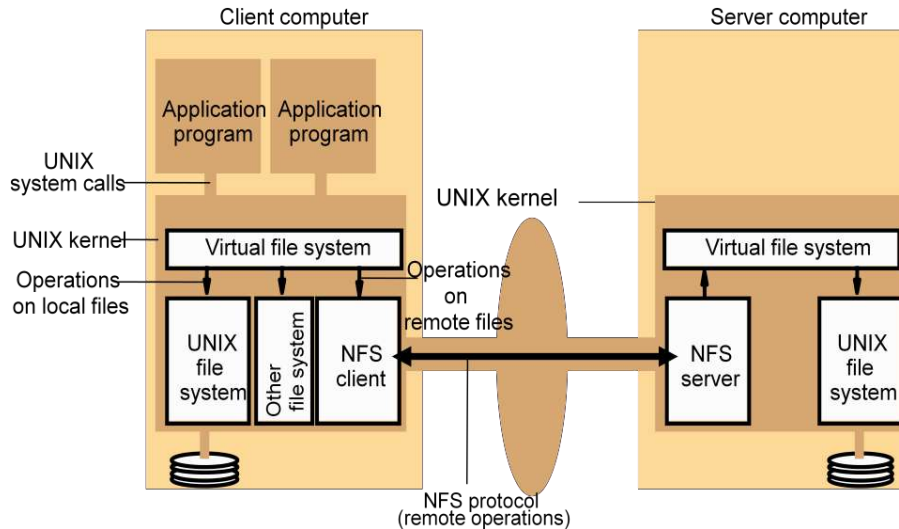 Client computer
Server computer
Application
program
Application
program
UNIX
system calls
UNIX kernel
UNIX kernel
Virtual file system
Virtual file system
Operations
on local files
Operations
on
remote files
UNIX
file
system
Other
file system
NFS
client
NFS
server
UNIX
file
system
NFS protocol
(remote operations)